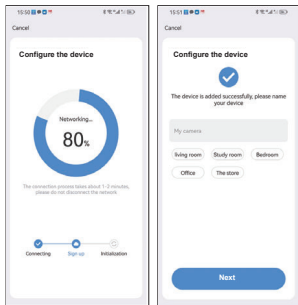 15:50
Cancel
Configure the device
Networking...
80%
The connection process takes about 1-3 minutes,
please do not disconnect the network
Connecting Sign up Initialization
15:51
Cancel
Configure the device
The device is added successfully, please name
your device
My camera
living room Study room Bedroom
Office The store
Next